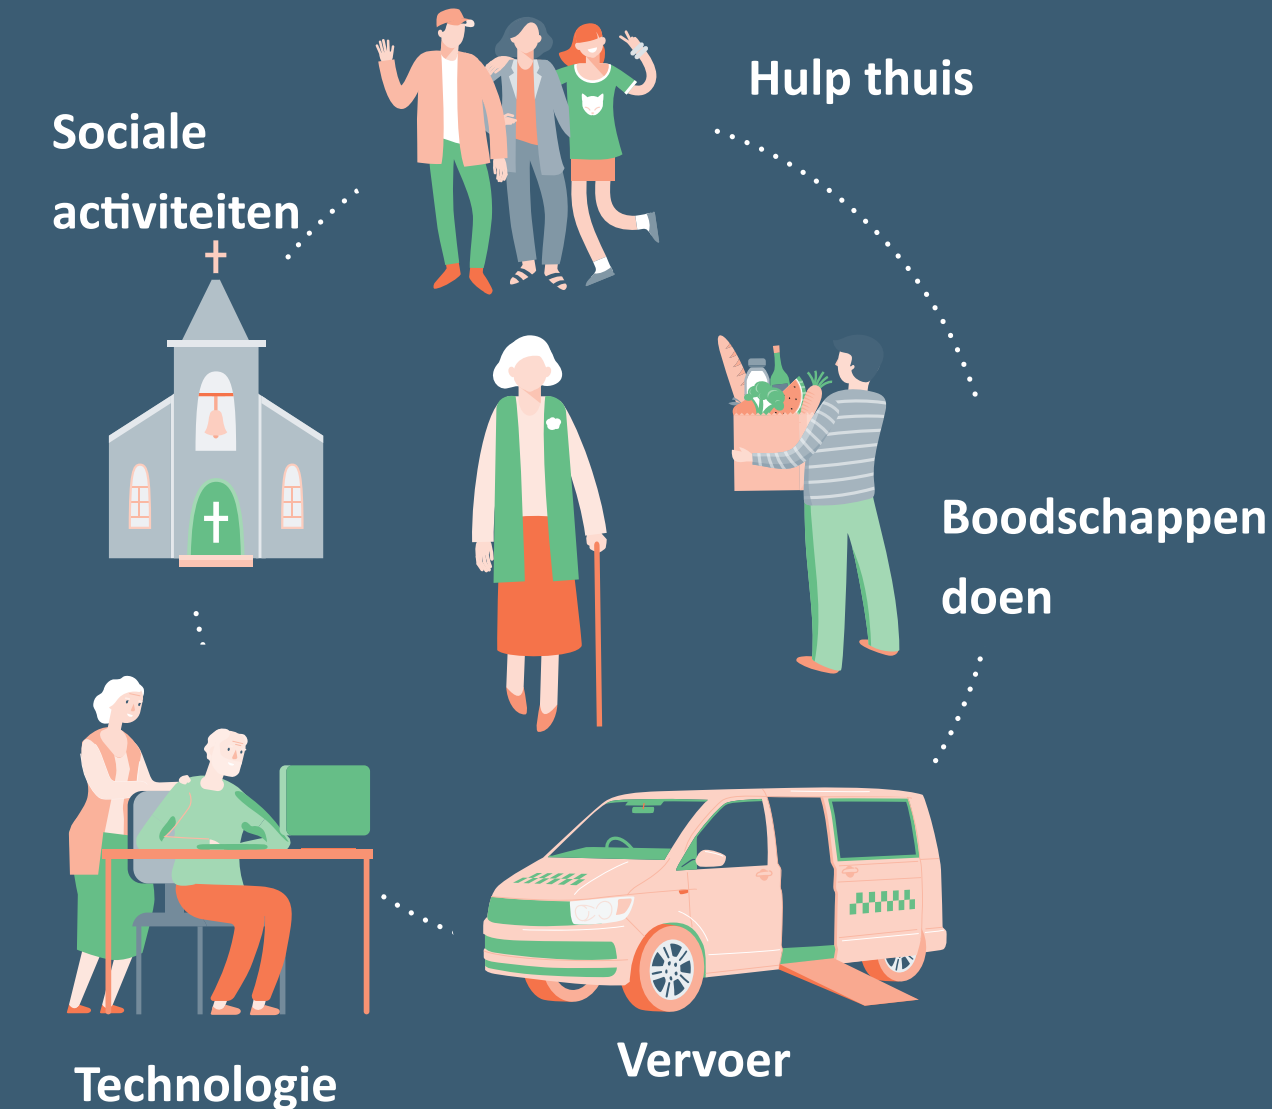 Hulp thuis
Sociale
activiteiten
Boodschappen
doen
Vervoer
Technologie